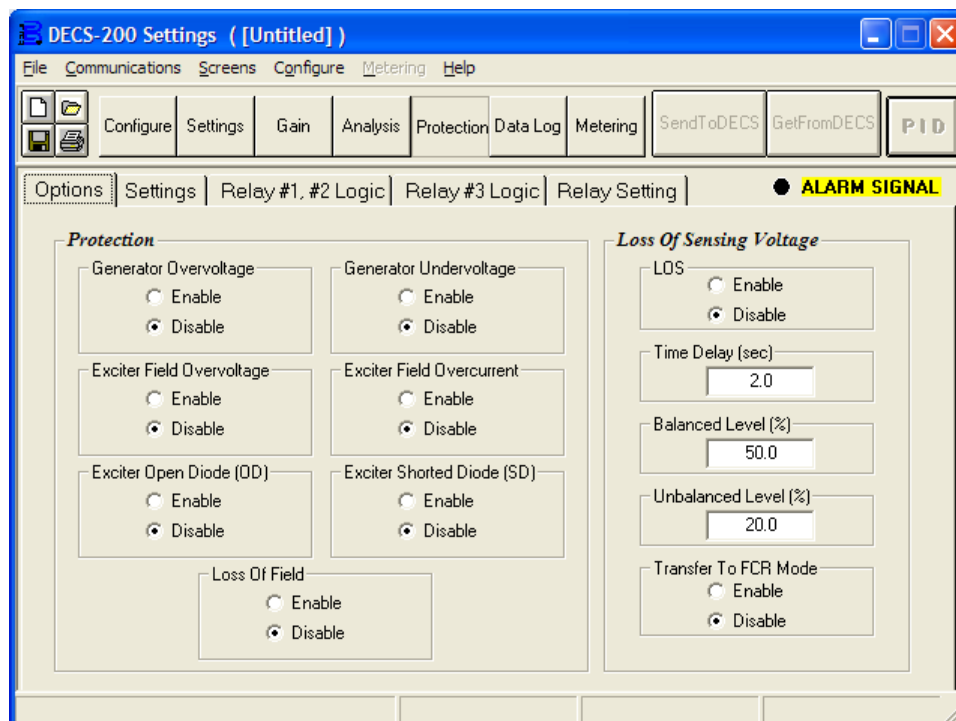 DECS-200 Settings ( [Untitled] )
File Communications Screens Configure Metering Help
Configure Settings Gain Analysis Protection Data Log Metering SendToDECS GetFromDECS PID
Options Settings Relay #1, #2 Logic Relay #3 Logic Relay Setting ALARM SIGNAL
Protection
Generator Overvoltage
Enable
Disable
Generator Undervoltage
Enable
Disable
Exciter Field Overvoltage
Enable
Disable
Exciter Field Overcurrent
Enable
Disable
Exciter Open Diode (OD)
Enable
Disable
Exciter Shorted Diode (SD)
Enable
Disable
Loss Of Field
Enable
Disable
Loss Of Sensing Voltage
LOS
Enable
Disable
Time Delay (sec)
2.0
Balanced Level (%)
50.0
Unbalanced Level (%)
20.0
Transfer To FCR Mode
Enable
Disable